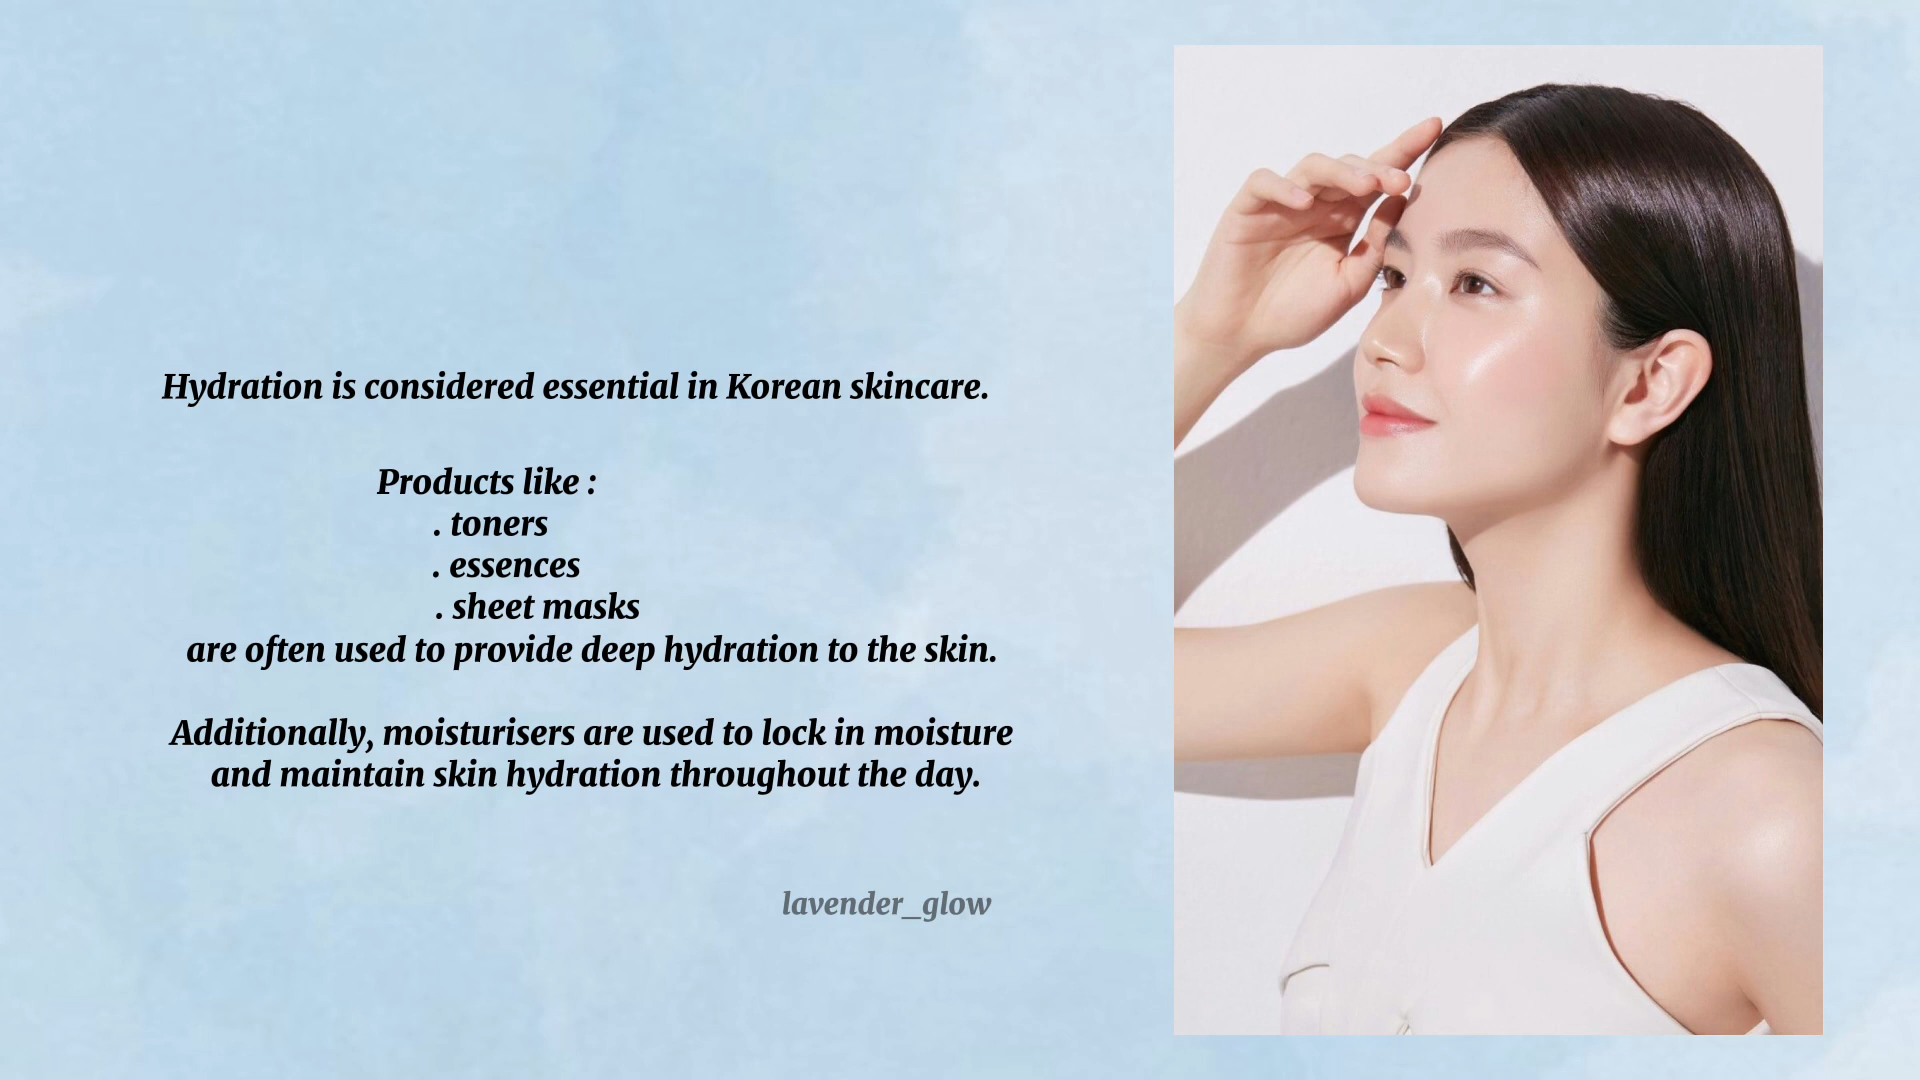 Hydration is considered essential in Korean skincare.
Products like :
. toners
. essences
. sheet masks
are often used to provide deep hydration to the skin.
Additionally, moisturisers are used to lock in moisture
and maintain skin hydration throughout the day.
lavender_glow